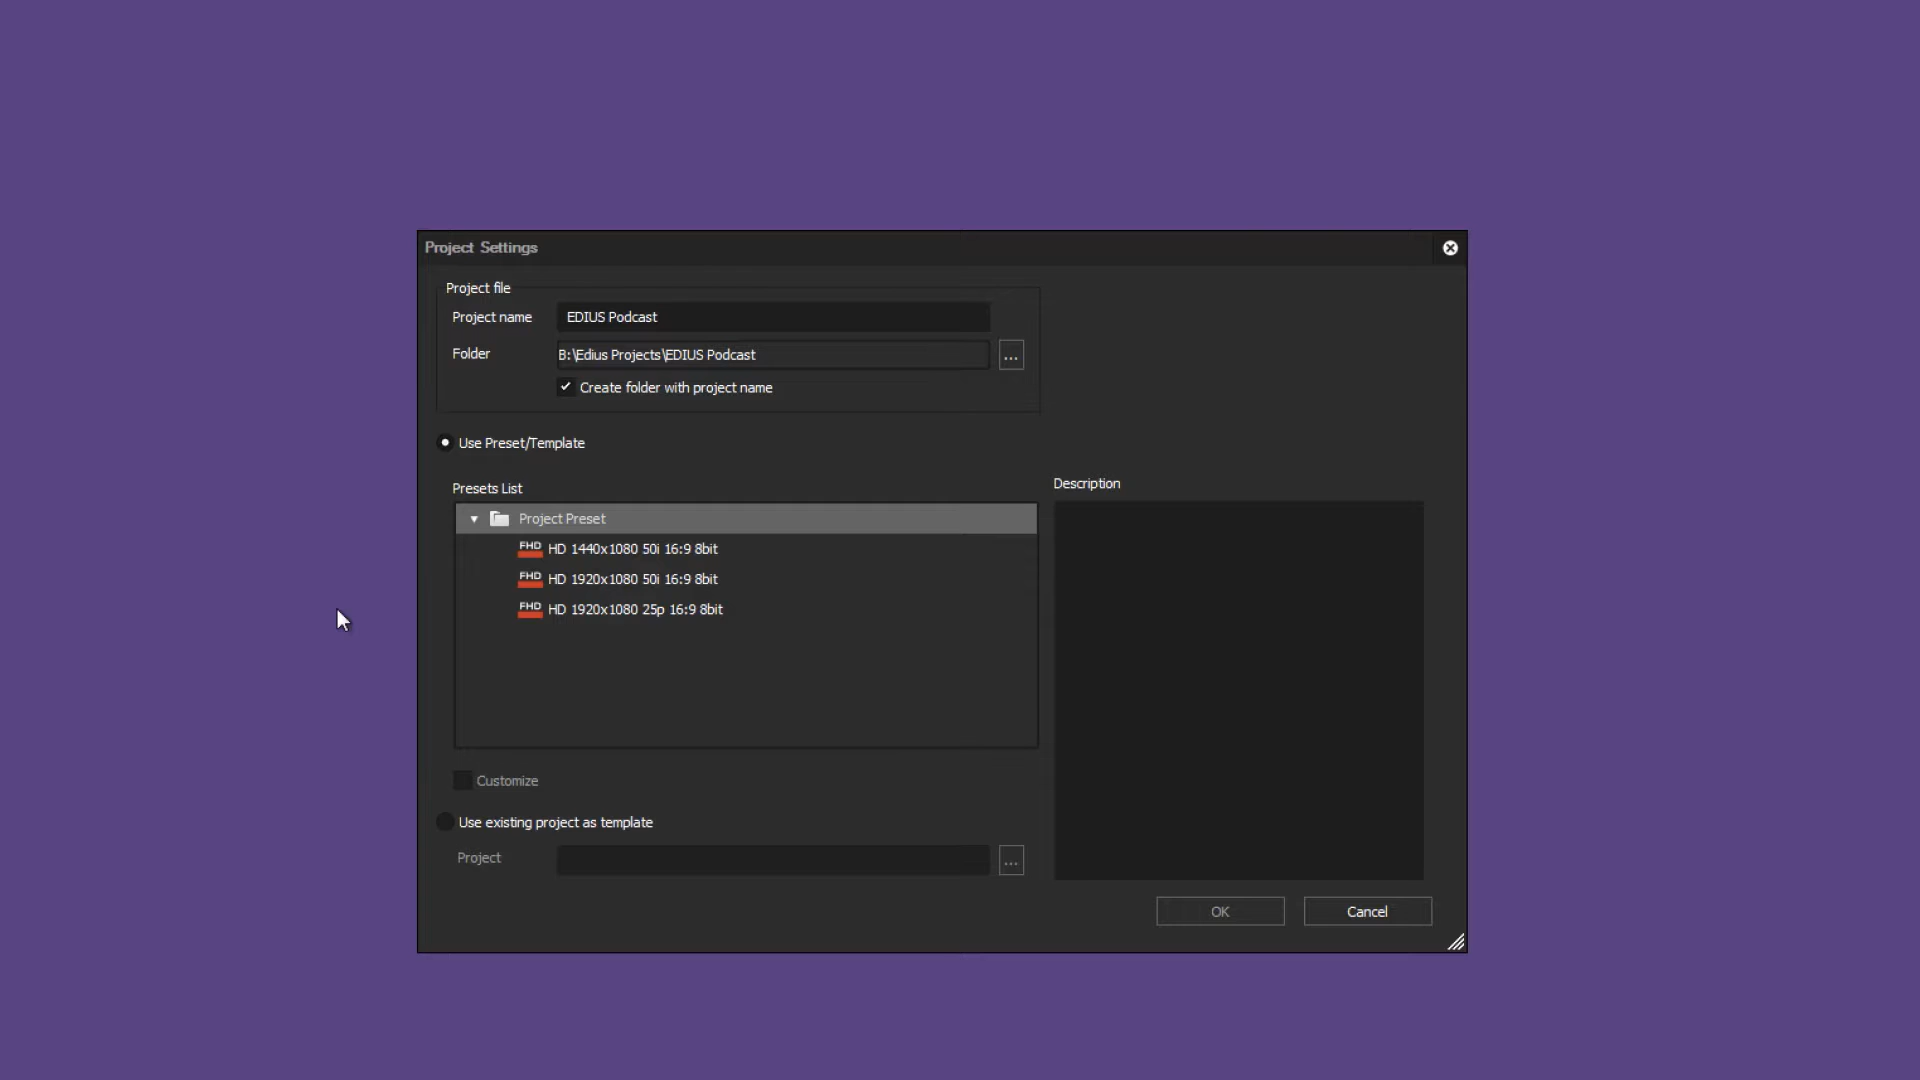 Project Settings
Project file
Project name
EDIUS Podcast
Folder
B:\Edius Projects\EDIUS Podcast
...
Create folder with project name
Use Preset/Template
Presets List
Description
Project Preset
FHD HD 1440x1080 50i 16:9 8bit
FHD HD 1920x1080 50i 16:9 8bit
FHD HD 1920x1080 25p 16:9 8bit
Customize
Use existing project as template
Project
...
OK
Cancel